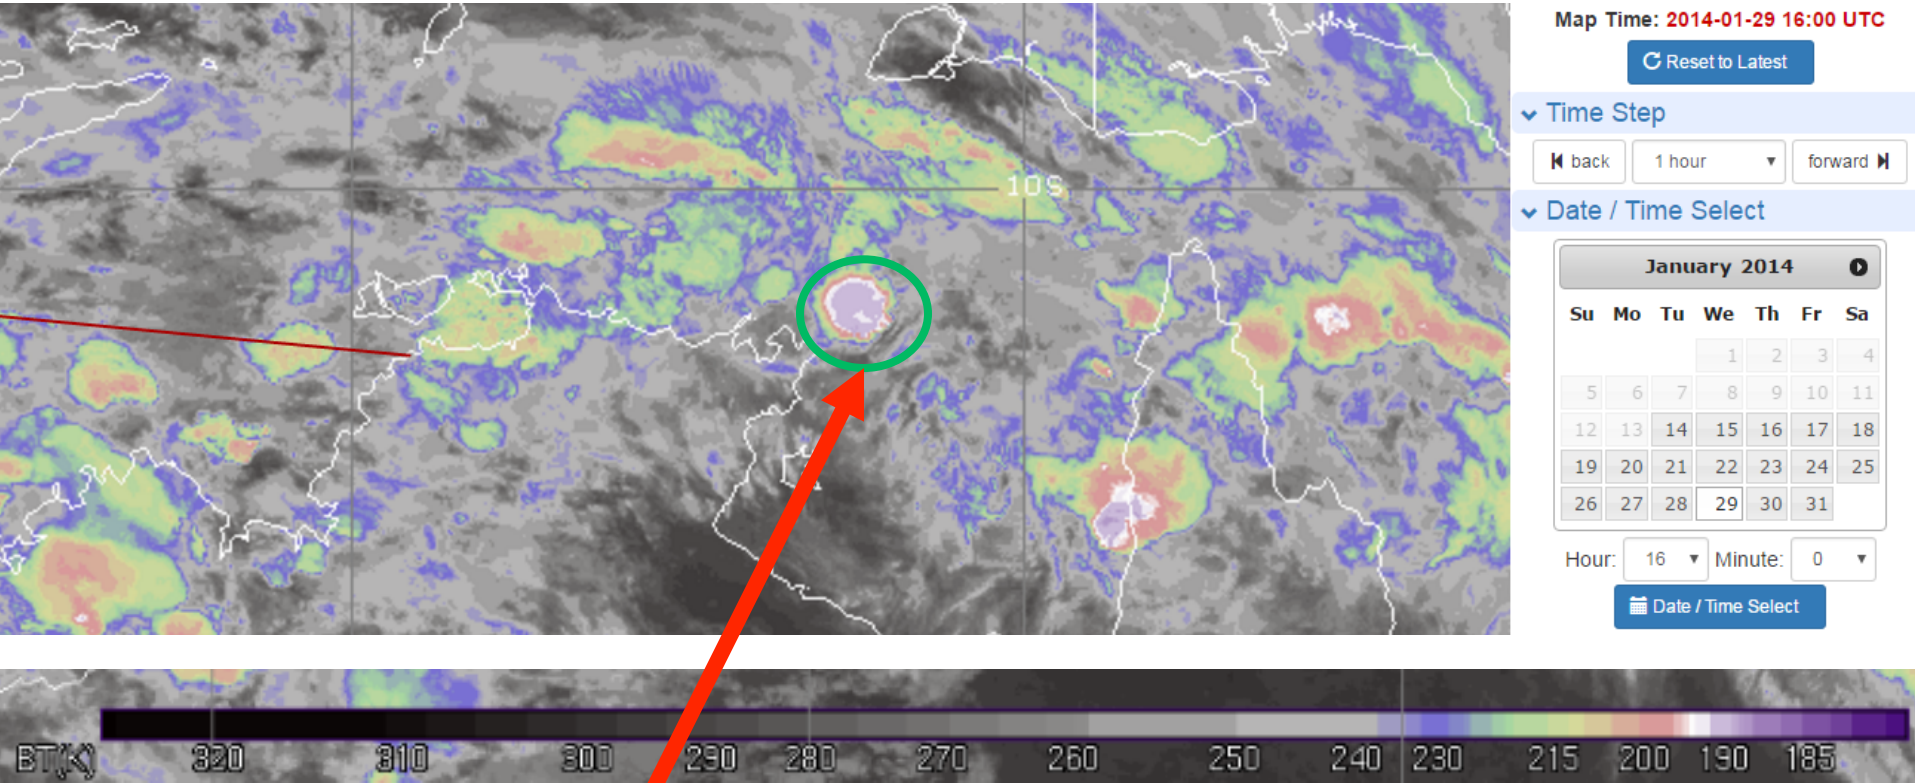 10S
Map Time: 2014-01-29 16:00 UTC
Reset to Latest
Time Step
back 1 hour forward
Date / Time Select
January 2014
Su Mo Tu We Th Fr Sa
1 2 3 4
5 6 7 8 9 10 11
12 13 14 15 16 17 18
19 20 21 22 23 24 25
26 27 28 29 30 31
Hour: 16 Minute: 0
Date / Time Select
BT(K) 320 310 300 290 280 270 260 250 240 230 215 200 190 185